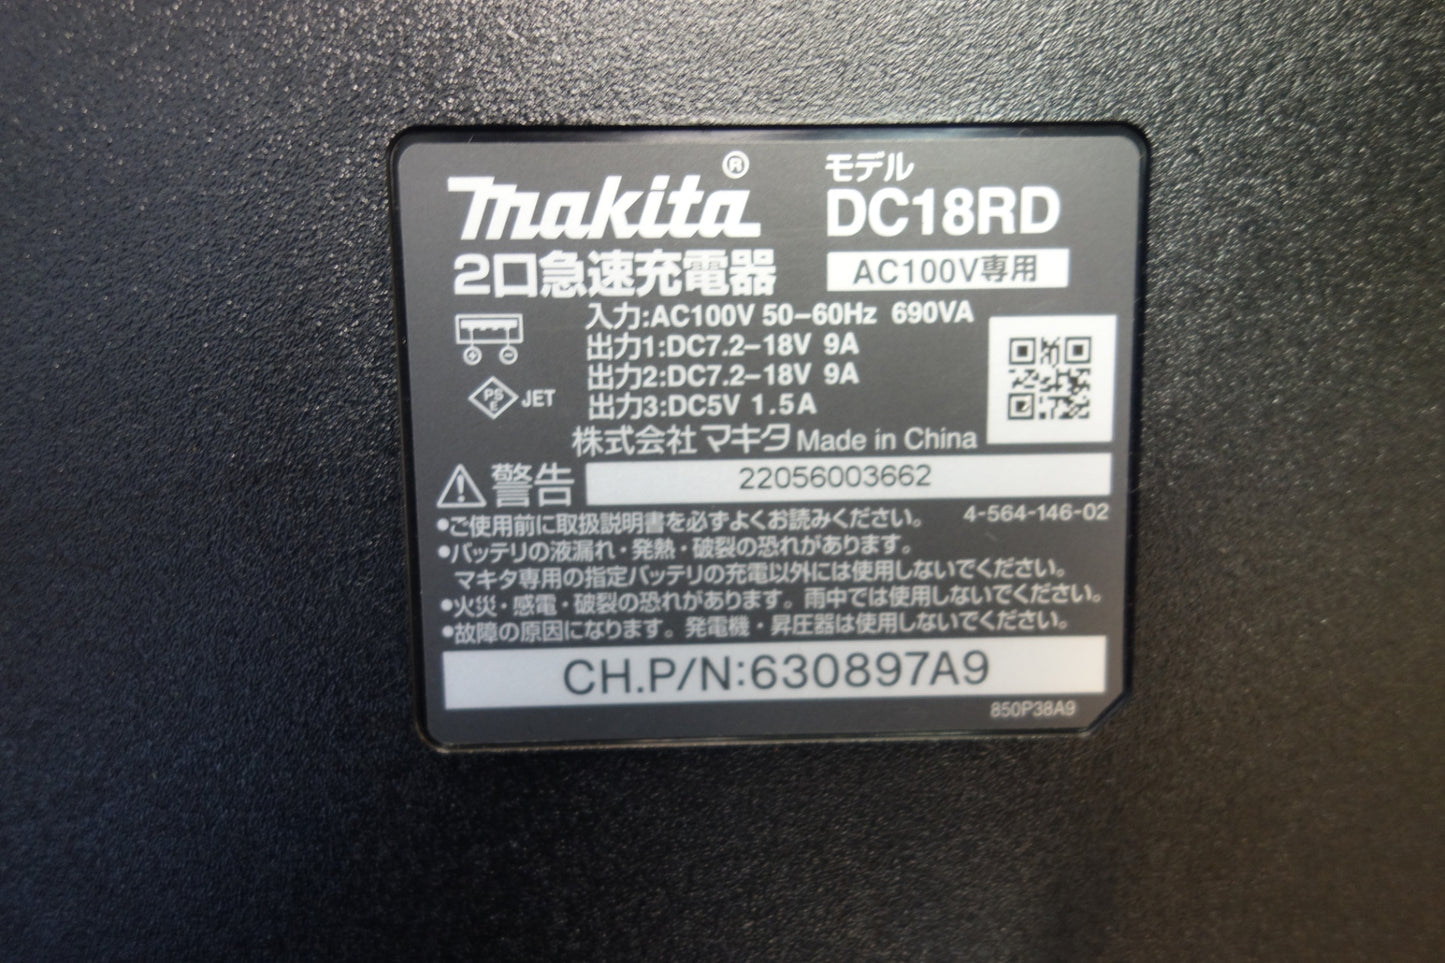 makita®
モデル
DC18RD
2口急速充電器
AC100V専用
入力:AC100V 50-60Hz 690VA
出力1:DC7.2-18V 9A
出力2:DC7.2-18V 9A
出力3:DC5V 1.5A
PS
E
JET
株式会社マキタ Made in China
警告
22056003662
●ご使用前に取扱説明書を必ずよくお読みください。 4-564-146-02
●バッテリの液漏れ・発熱・破裂の恐れがあります。
マキタ専用の指定バッテリの充電以外には使用しないでください。
●火災・感電・破裂の恐れがあります。雨中では使用しないでください。
●故障の原因になります。発電機・昇圧器は使用しないでください。
CH.P/N:630897A9
850P38A9